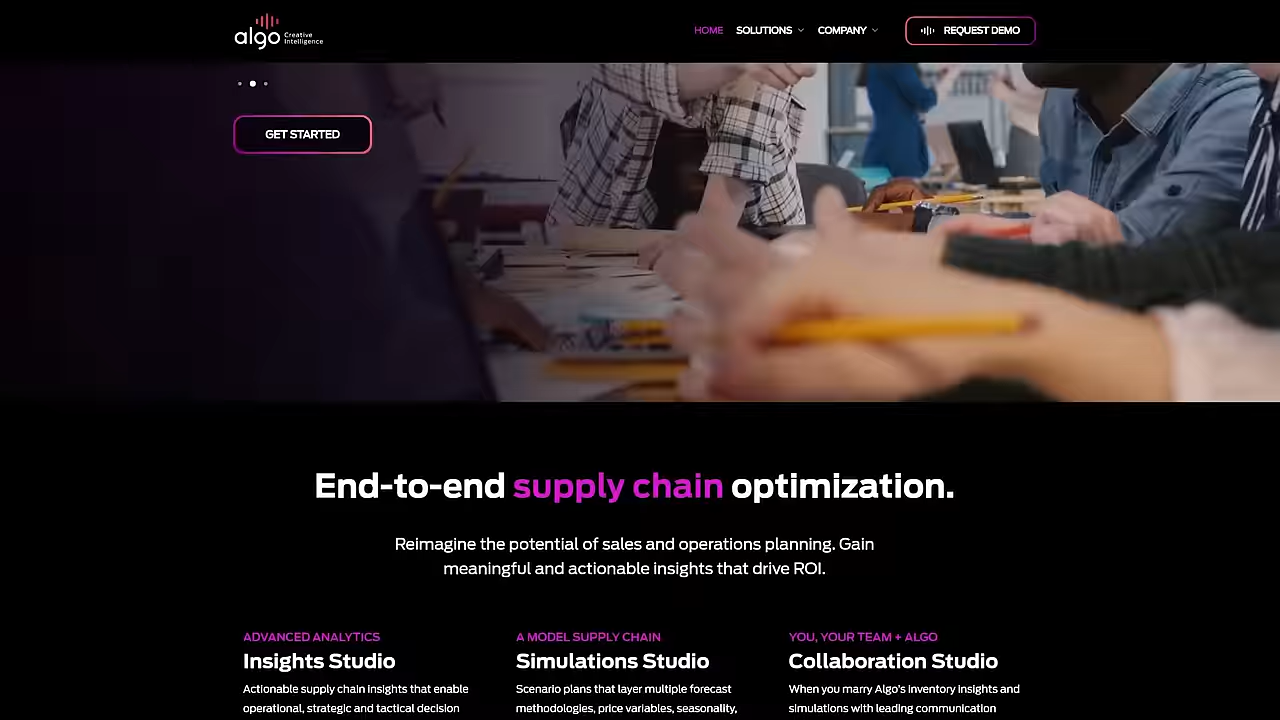 algo Creative Intelligence
HOME SOLUTIONS COMPANY REQUEST DEMO
GET STARTED
End-to-end supply chain optimization.
Reimagine the potential of sales and operations planning. Gain
meaningful and actionable insights that drive ROI.
ADVANCED ANALYTICS
Insights Studio
Actionable supply chain insights that enable
operational, strategic and tactical decision
A MODEL SUPPLY CHAIN
Simulations Studio
Scenario plans that layer multiple forecast
methodologies, price variables, seasonality,
YOU, YOUR TEAM + ALGO
Collaboration Studio
When you marry Algo's inventory insights and
simulations with leading communication